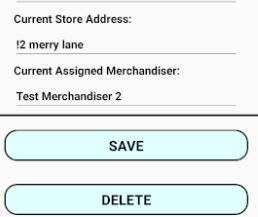 Current Store Address:
!2 merry lane
Current Assigned Merchandiser:
Test Merchandiser 2
SAVE
DELETE